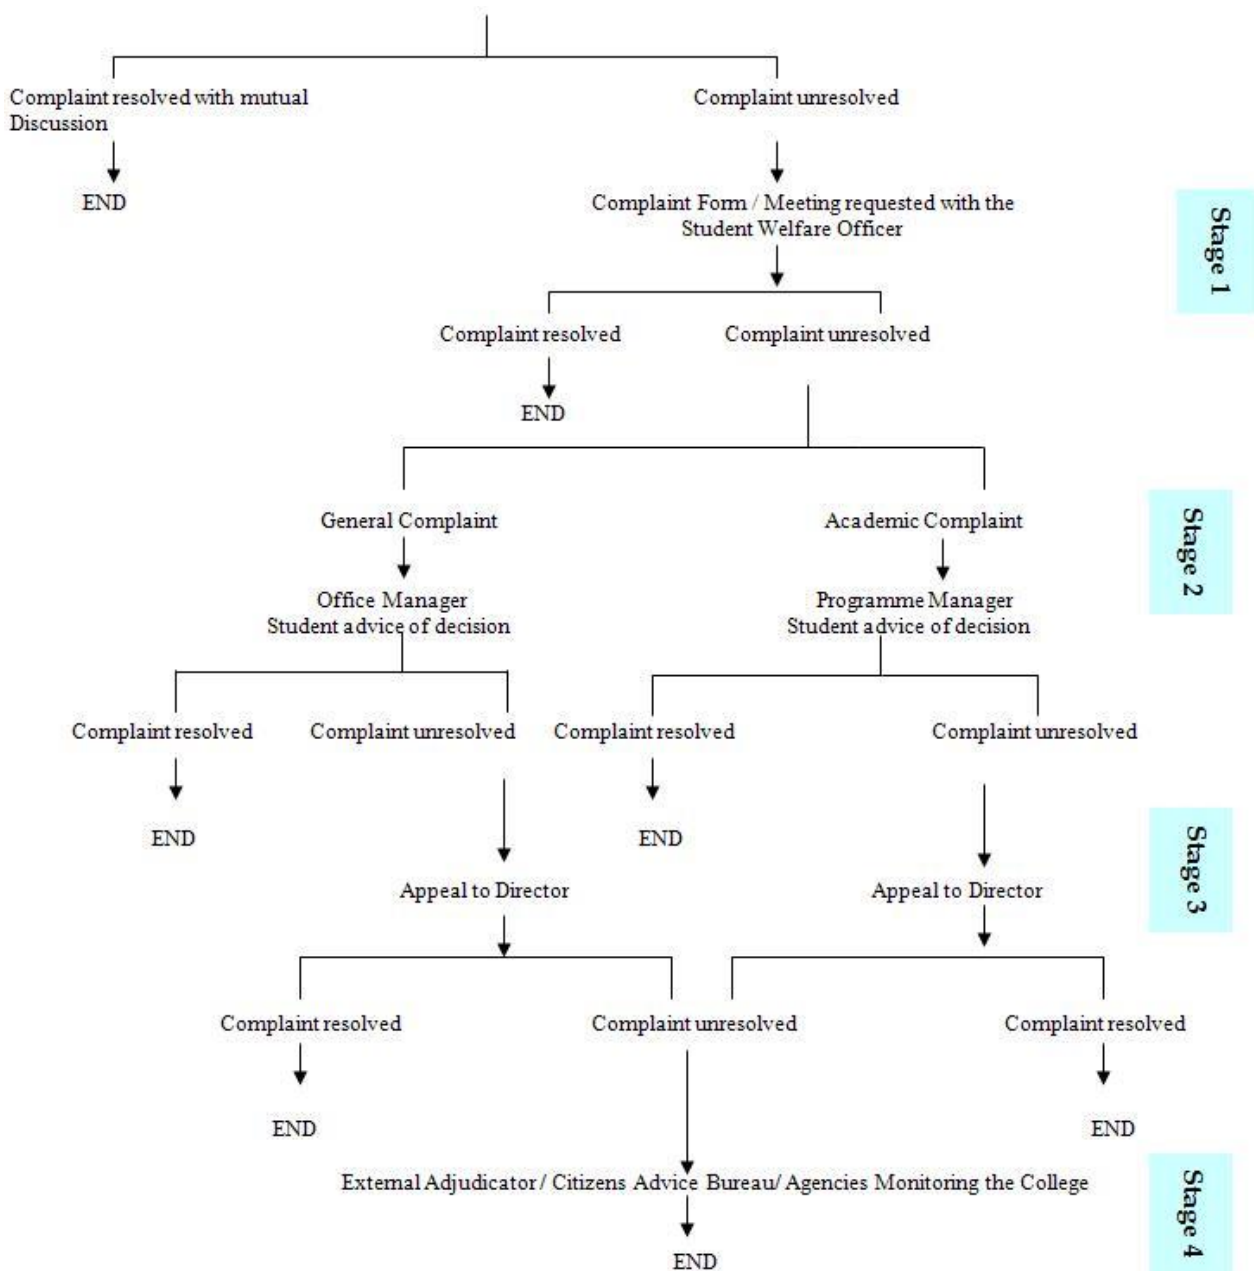 Complaint resolved with mutual
Discussion
Complaint unresolved
END
Complaint Form / Meeting requested with the
Student Welfare Officer
Stage 1
Complaint resolved
Complaint unresolved
END
General Complaint
Academic Complaint
Stage 2
Office Manager
Student advice of decision
Programme Manager
Student advice of decision
Complaint resolved
Complaint unresolved
Complaint resolved
Complaint unresolved
END
END
Stage 3
Appeal to Director
Appeal to Director
Complaint resolved
Complaint unresolved
Complaint resolved
END
END
External Adjudicator / Citizens Advice Bureau/ Agencies Monitoring the College
Stage 4
END